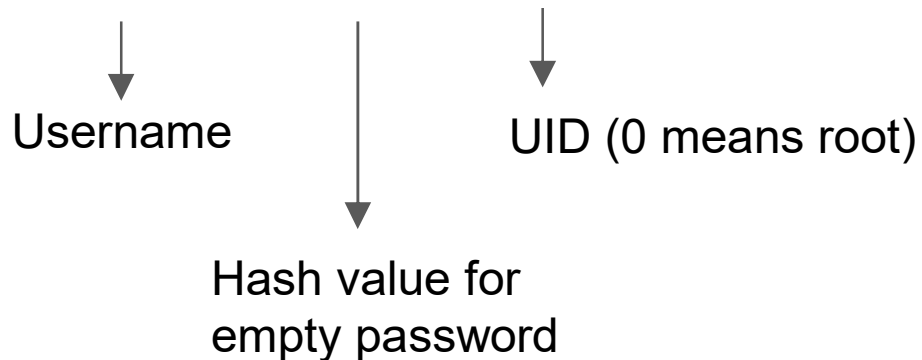 Username
UID (0 means root)
Hash value for
empty password